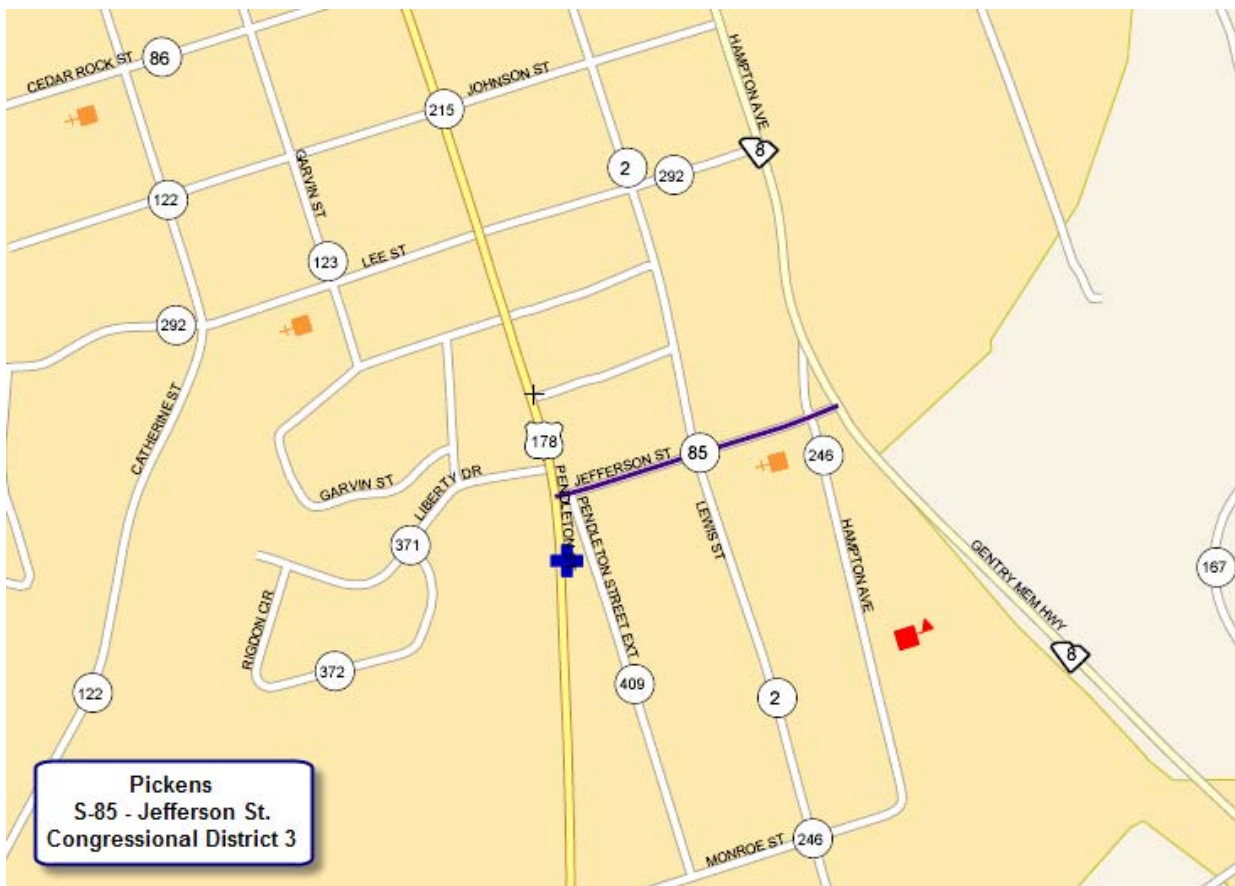 CEDAR ROCK ST
86
JOHNSON ST
215
HAMPTON AVE
8
2
292
GARVIN ST
122
123
LEE ST
292
CATHERINE ST
178
JEFFERSON ST
85
246
GARVIN ST
LIBERTY DR
PENDLETON
PENDLETON STREET EXT
LEWIS ST
HAMPTON AVE
371
GENTRY MEM HWY
167
RIGDON CIR
8
372
409
122
2
MONROE ST
246
Pickens
S-85 - Jefferson St.
Congressional District 3